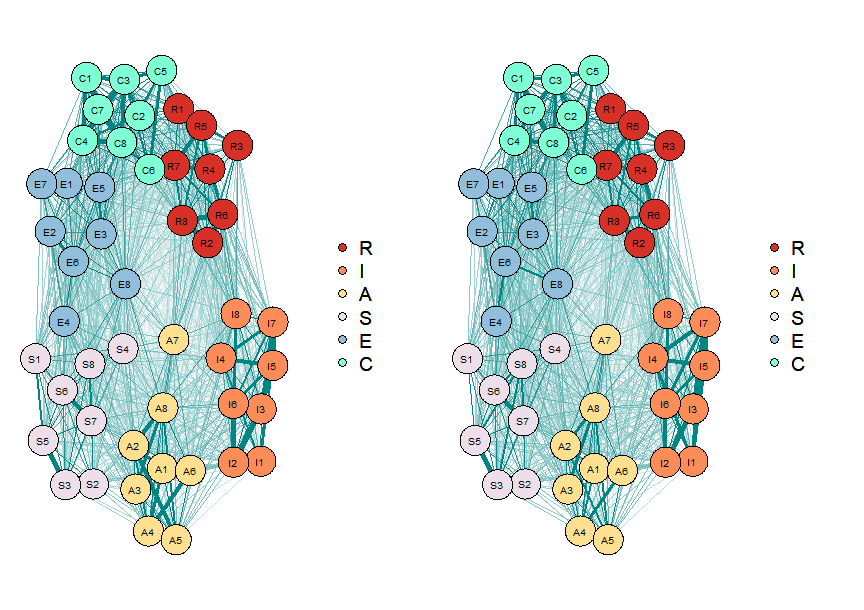 C1 C3 C5
C7 C2 R1
C4 C8 R5
R3
C6 R7 R4
E7 E1 E5
R8 R6
E2 E3 R2
E6
E8
R
I
A
S
E
C
E4 I8 I7
S1 S8 S4 A7 I4 I5
S6
A8 I6 I3
S7
S5 A2
A1 A6 I2 I1
S3 S2 A3
A4 A5
C1 C3 C5
C7 C2 R1
C4 C8 R5
R3
C6 R7 R4
E7 E1 E5
R8 R6
E2 E3 R2
E6
E8
R
I
A
S
E
C
E4 I8 I7
S1 S8 S4 A7 I4 I5
S6
A8 I6 I3
S7
S5 A2
A1 A6 I2 I1
S3 S2 A3
A4 A5